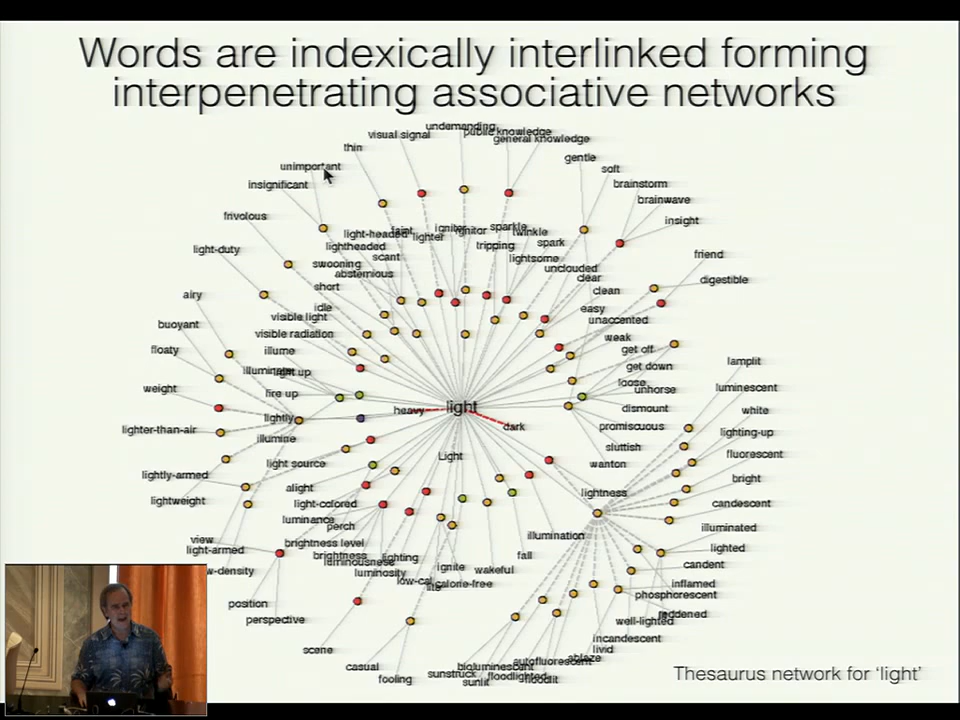 Words are indexically interlinked forming
interpenetrating associative networks
undemanding
public knowledge
visual signal
general knowledge
thin
gentle
unimportant
soft
insignificant
brainstorm
brainwave
frivolous
insight
light-headed
faint
lighter
ignitor
sparkle
twinkle
lightheaded
tripping
spark
light-duty
scant
lightsome
friend
swooning
unclouded
abstemious
clear
digestible
short
clean
airy
idle
easy
visible light
unaccented
buoyant
visible radiation
weak
floaty
illume
get off
lamplit
illuminate
light up
get down
weight
fire up
loose
unhorse
luminescent
heavy
light
dismount
white
lightly
dark
promiscuous
lighter-than-air
lighting-up
illumine
sluttish
Light
fluorescent
light source
wanton
lightly-armed
bright
alight
lightness
lightweight
light-colored
candescent
luminance
perch
illuminated
view
illumination
light-armed
brightness level
lighted
brightness
lighting
fall
luminousness
candent
luminosity
ignite
wakeful
low-cal
calorie-free
inflamed
phosphorescent
position
reddened
perspective
well-lighted
incandescent
scene
livid
casual
autofluorescent
ablaze
bioluminescent
fooling
sunstruck
floodlighted
sunlit
floodlit
Thesaurus network for ‘light’